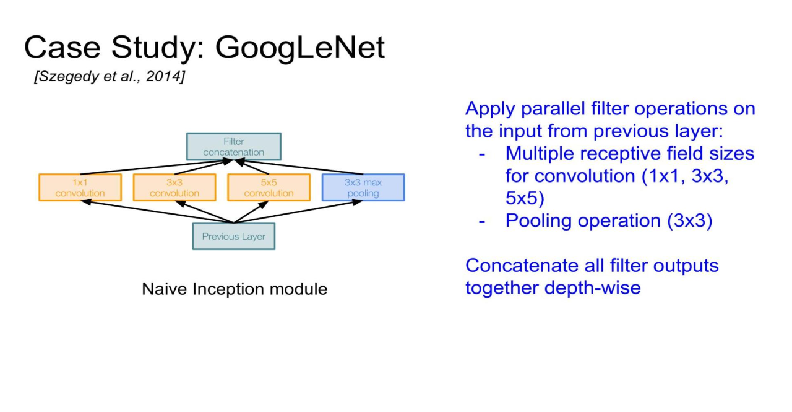 Case Study: GoogLeNet
[Szegedy et al., 2014]
Filter
concatenation
1x1
convolution
3x3
convolution
5x5
convolution
3x3 max
pooling
Previous Layer
Naive Inception module
Apply parallel filter operations on
the input from previous layer:
- Multiple receptive field sizes
for convolution (1x1, 3x3,
5x5)
- Pooling operation (3x3)
Concatenate all filter outputs
together depth-wise